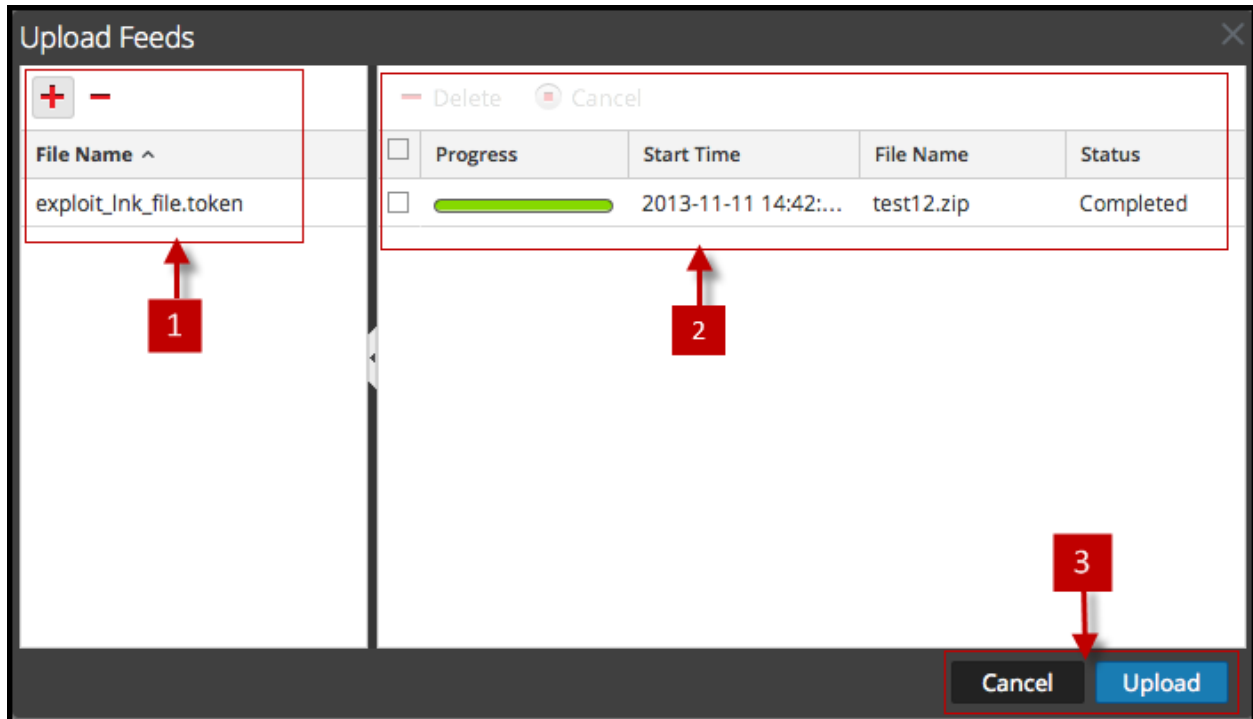 Upload Feeds
Delete Cancel
File Name Progress Start Time File Name Status
exploit_lnk_file.token 2013-11-11 14:42:... test12.zip Completed
1
2
3
Cancel Upload